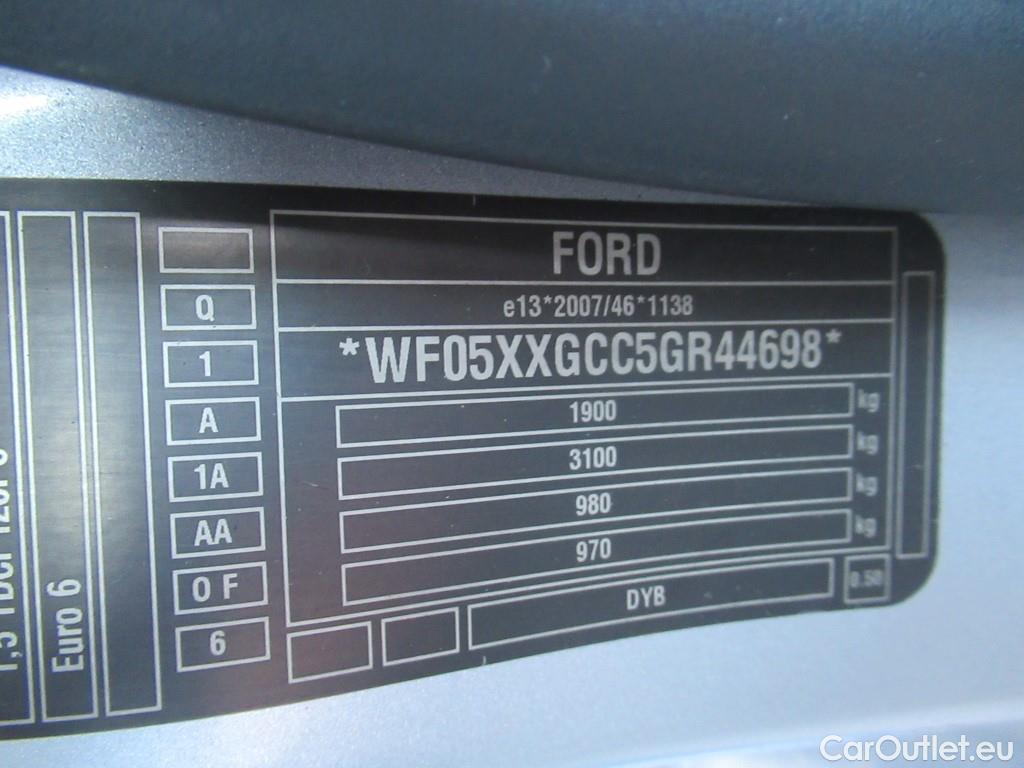 FORD
e13*2007/46*1138
*WF05XXGCC5GR44698*
1900 kg
3100 kg
980 kg
970 kg
DYB
0.50
Q
1
A
1A
AA
0 F
6
Euro 6
CarOutlet.eu